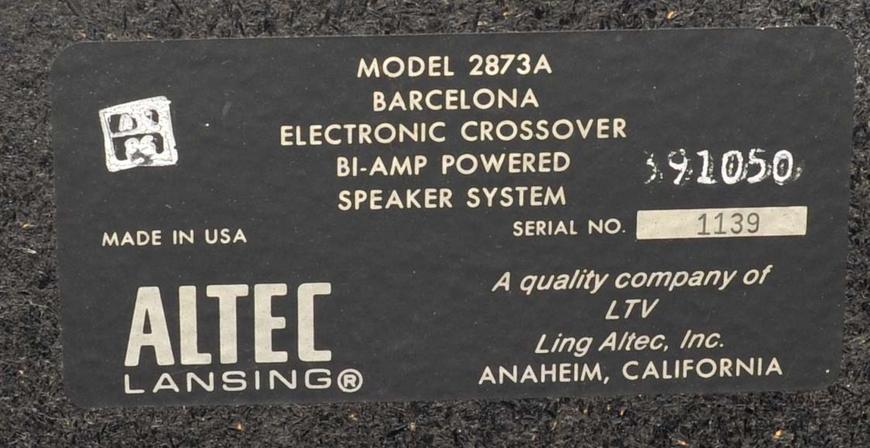 MODEL 2873A
BARCELONA
ELECTRONIC CROSSOVER
BI-AMP POWERED
SPEAKER SYSTEM
MADE IN USA
SERIAL NO. 1139
ALTEC
LANSING®
A quality company of
LTV
Ling Altec, Inc.
ANAHEIM, CALIFORNIA